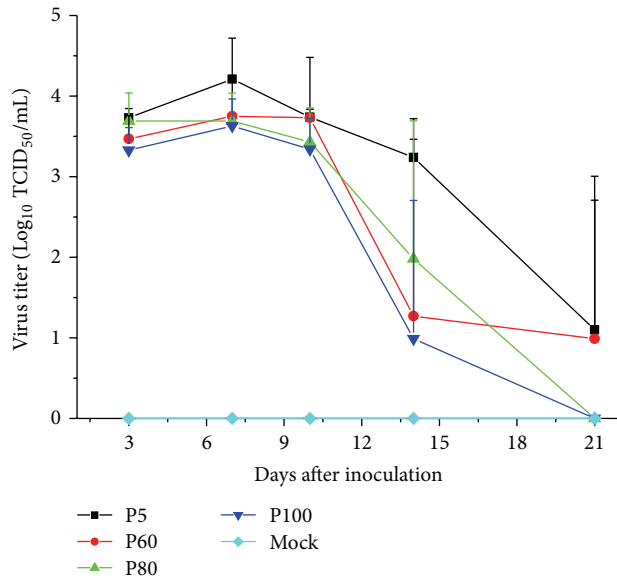 Virus titer (Log10 TCID50/mL)
5
4
3
2
1
0
3 6 9 12 15 18 21
Days after inoculation
P5 P100
P60 Mock
P80